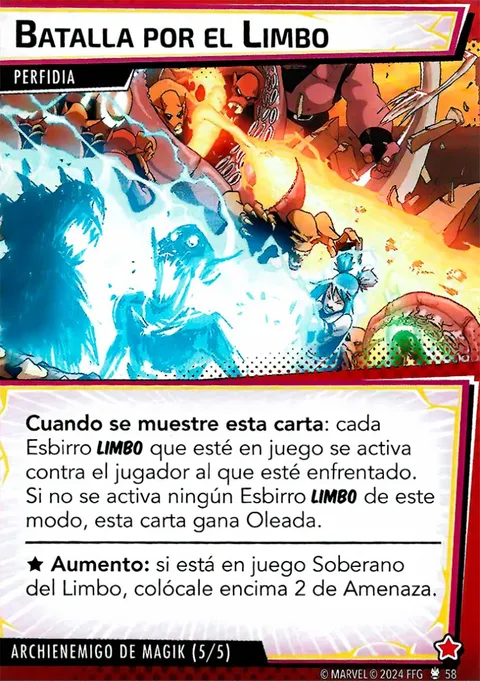 BATALLA POR EL LIMBO
PERFIDIA
Cuando se muestre esta carta: cada
Esbirro LIMBO que esté en juego se activa
contra el jugador al que esté enfrentado.
Si no se activa ningún Esbirro LIMBO de este
modo, esta carta gana Oleada.
★ Aumento: si está en juego Soberano
del Limbo, colócale encima 2 de Amenaza.
ARCHIENEMIGO DE MAGIK (5/5)
© MARVEL © 2024 FFG 58